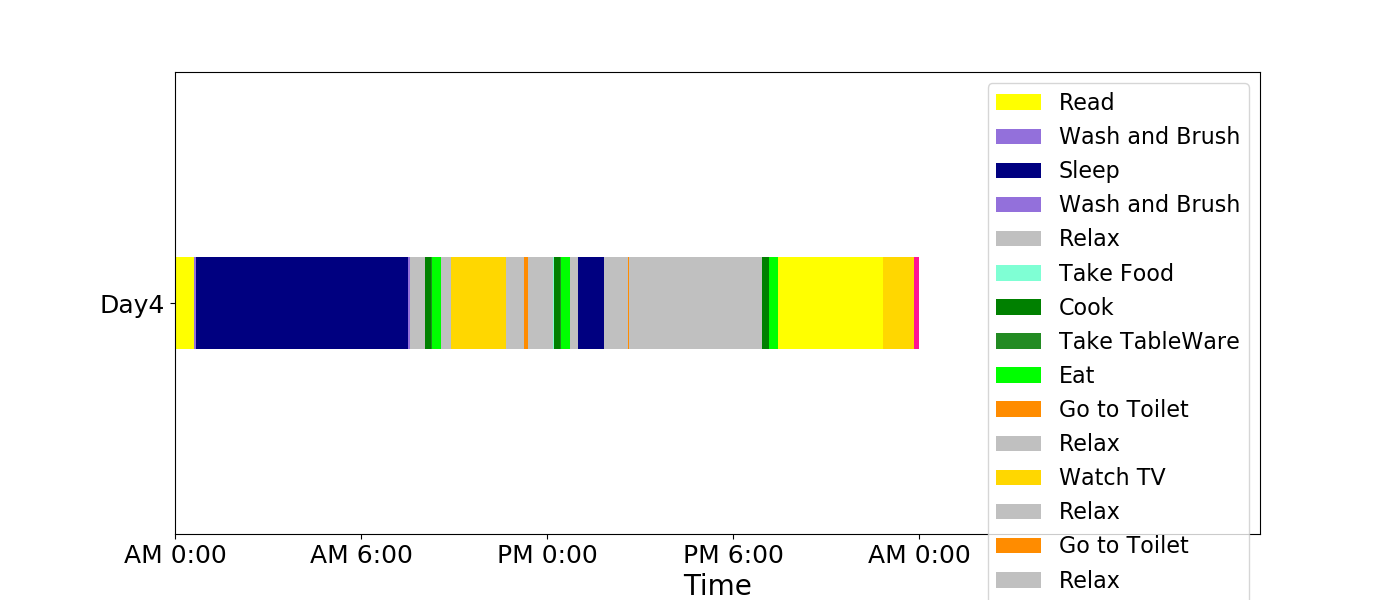 Read
Wash and Brush
Sleep
Wash and Brush
Relax
Take Food
Cook
Take TableWare
Eat
Go to Toilet
Relax
Watch TV
Relax
Go to Toilet
Relax
Day4
AM 0:00 AM 6:00 PM 0:00 PM 6:00 AM 0:00
Time